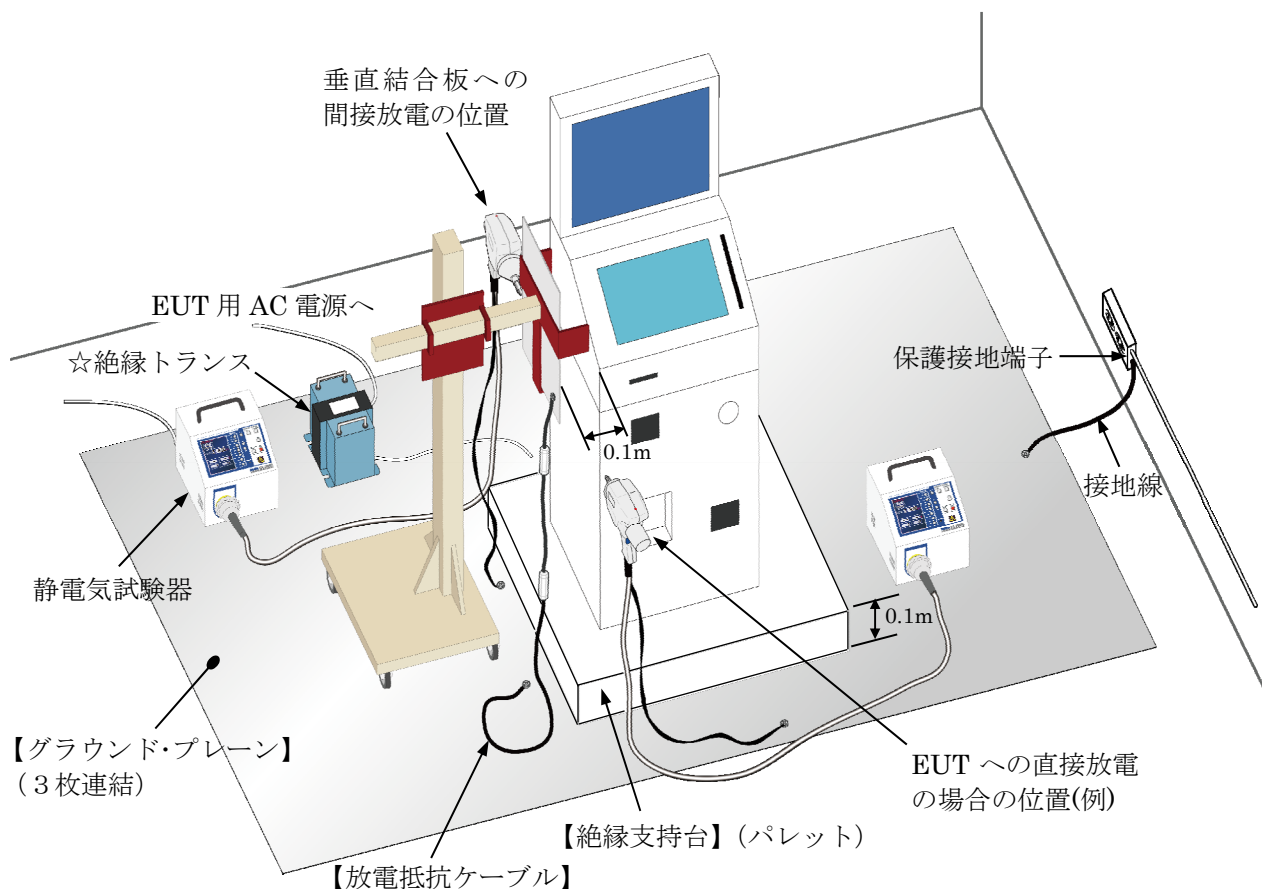 垂直結合板への
間接放電の位置
EUT 用 AC 電源へ
☆絶縁トランス
保護接地端子
0.1m
接地線
静電気試験器
0.1m
【グラウンド・プレーン】
（３枚連結）
EUT への直接放電
の場合の位置(例)
【絶縁支持台】（パレット）
【放電抵抗ケーブル】